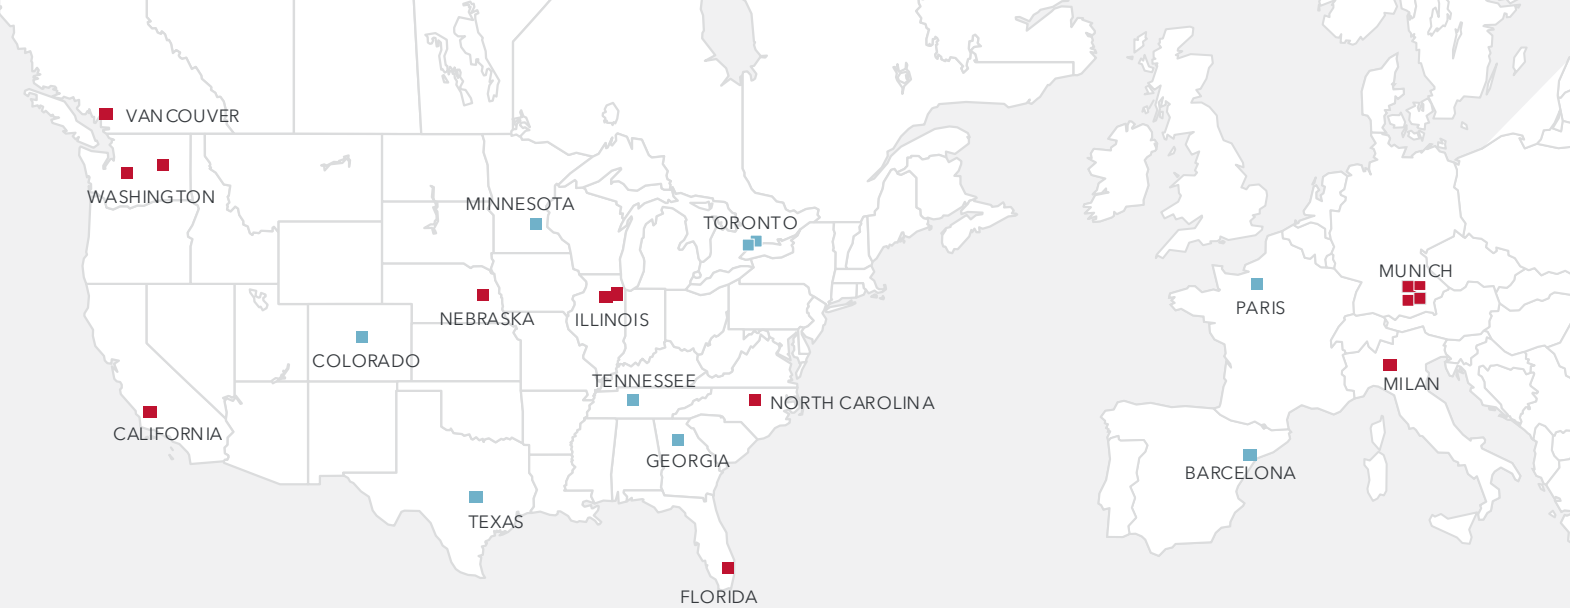 VANCOUVER
WASHINGTON
MINNESOTA
TORONTO
MUNICH
PARIS
NEBRASKA
ILLINOIS
COLORADO
TENNESSEE
MILAN
NORTH CAROLINA
CALIFORNIA
GEORGIA
BARCELONA
TEXAS
FLORIDA